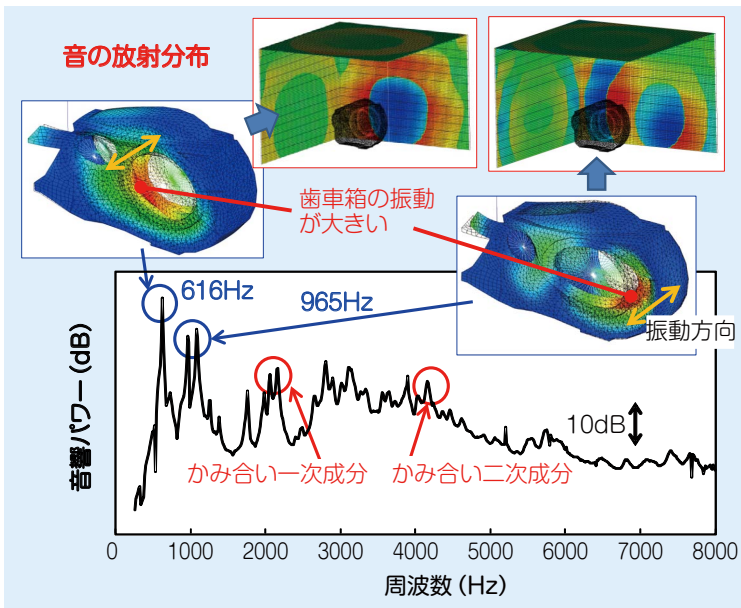 音の放射分布
歯車箱の振動
が大きい
616Hz
965Hz
振動方向
10dB
かみ合い一次成分
かみ合い二次成分
音響パワー(dB)
0
1000
2000
3000
4000
5000
6000
7000
8000
周波数(Hz)